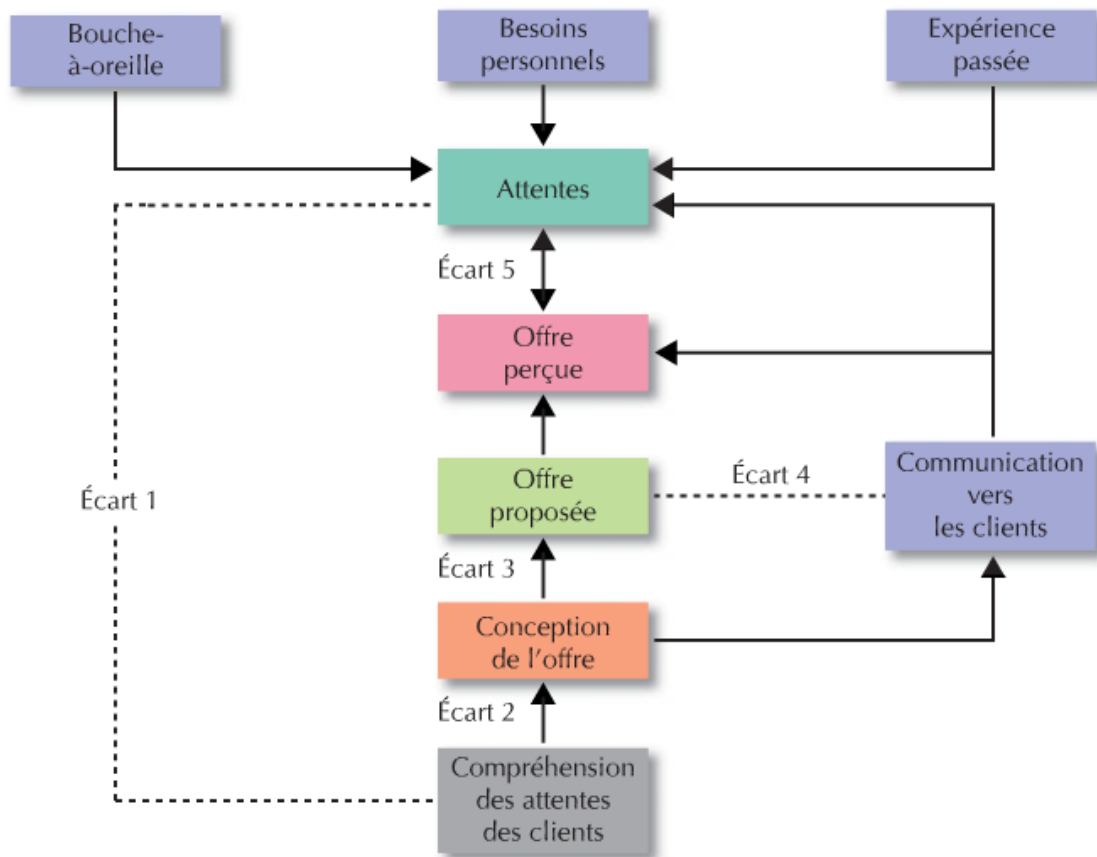 Bouche-
à-oreille
Besoins
personnels
Expérience
passée
Attentes
Écart 5
Offre
perçue
Écart 1
Offre
proposée
Écart 4
Communication
vers
les clients
Écart 3
Conception
de l'offre
Écart 2
Compréhension
des attentes
des clients